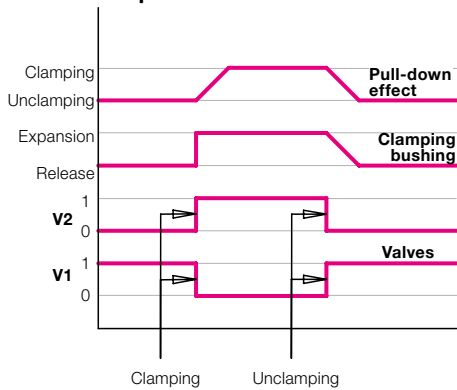 Clamping
Unclamping
Pull-down
effect
Expansion
Release
Clamping
bushing
V2
1
0
V1
1
0
Valves
Clamping
Unclamping